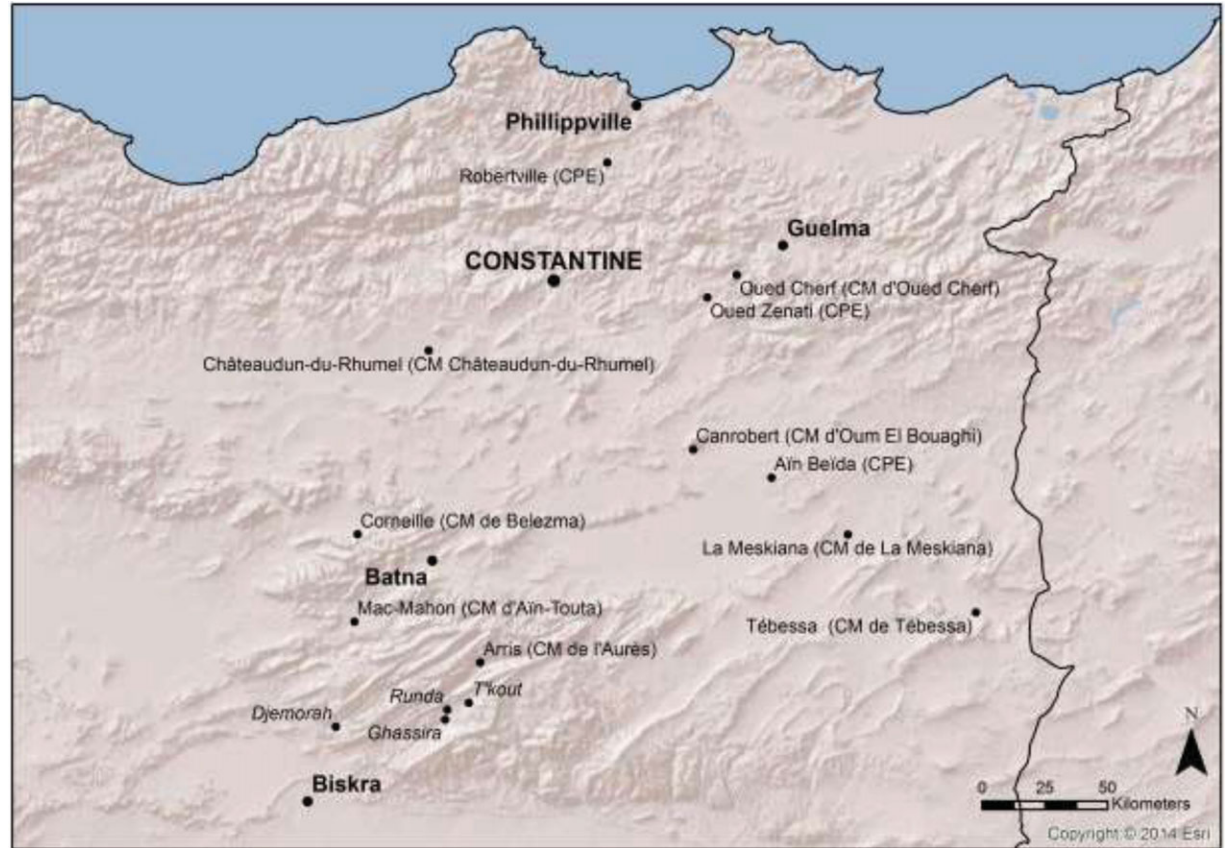 Phillippville
Robertville (CPE)
Guelma
CONSTANTINE
Oued Cherf (CM d'Oued Cherf)
Oued Zenati (CPE)
Châteaudun-du-Rhumel (CM Châteaudun-du-Rhumel)
Canrobert (CM d'Oum El Bouaghi)
Aïn Beïda (CPE)
Corneille (CM de Belezma)
La Meskiana (CM de La Meskiana)
Batna
Mac-Mahon (CM d'Aïn-Touta)
Tébessa (CM de Tébessa)
Arris (CM de l'Aurès)
Runda
T'kout
Djemorah
Ghassira
N
Biskra
0 25 50
Kilometers
Copyright © 2014 Esri